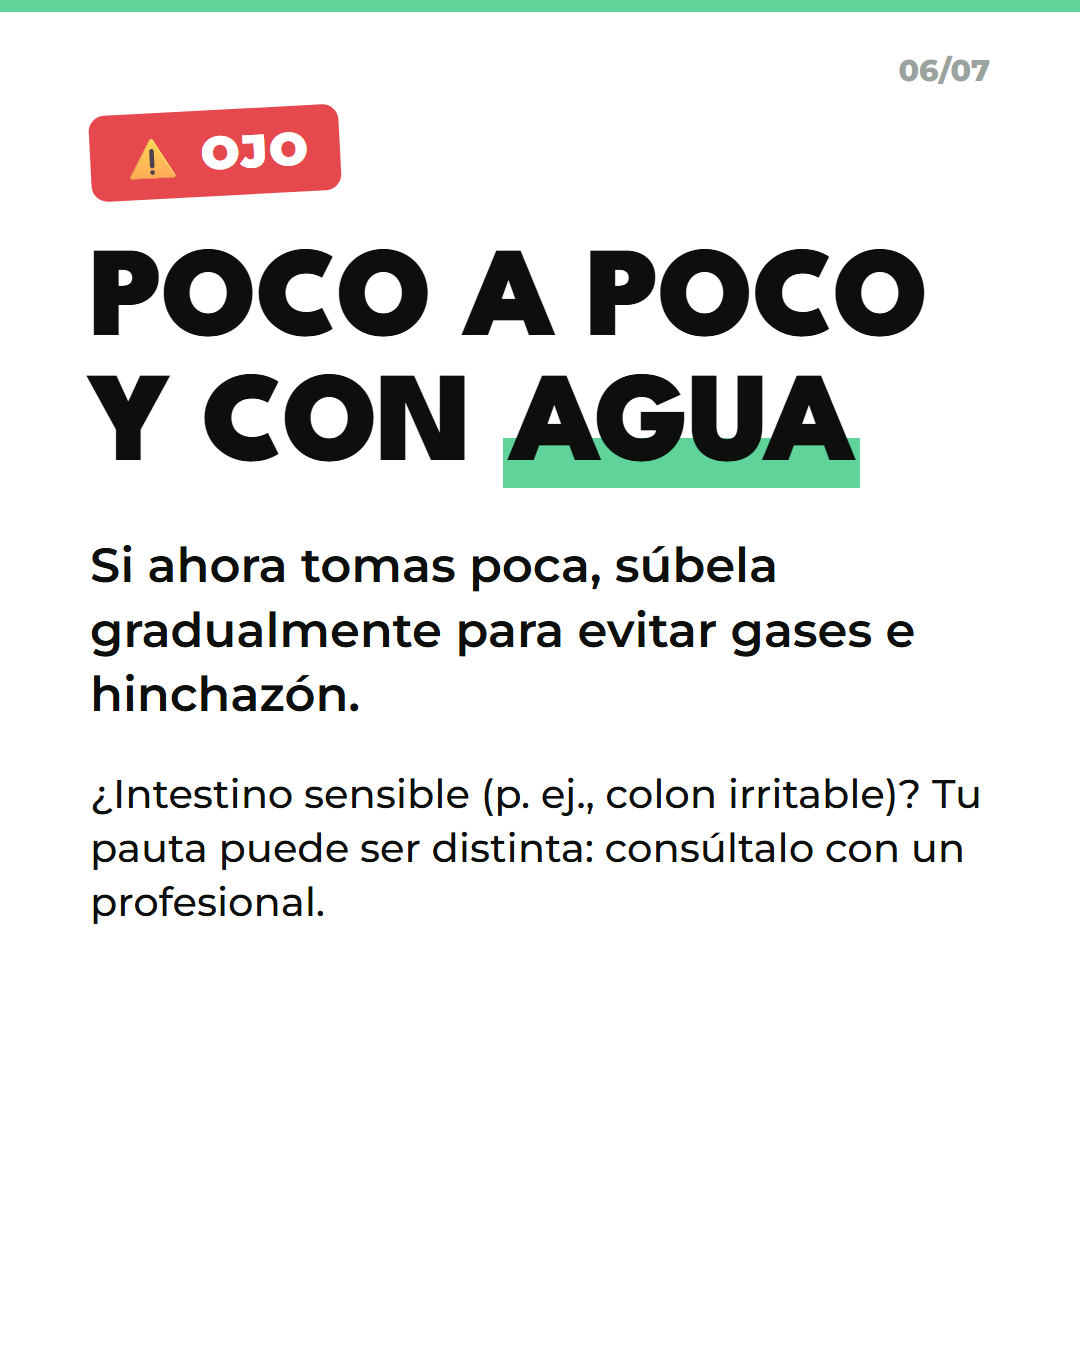 06/07
⚠️ OJO
POCO A POCO
Y CON AGUA
Si ahora tomas poca, súbela
gradualmente para evitar gases e
hinchazón.
¿Intestino sensible (p. ej., colon irritable)? Tu
pauta puede ser distinta: consúltalo con un
profesional.